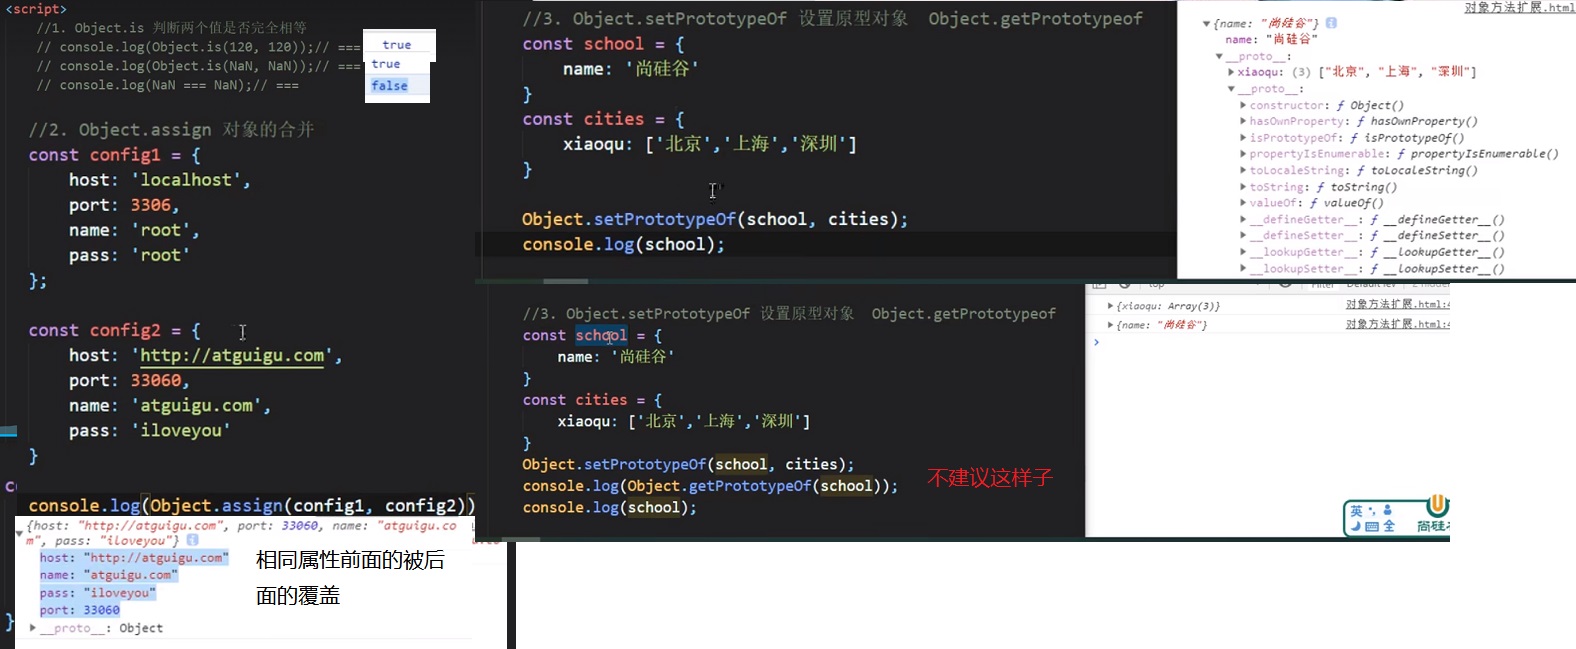 <script>
//1. Object.is 判断两个值是否完全相等
// console.log(Object.is(120, 120));// ===
// console.log(Object.is(NaN, NaN));// ===
// console.log(NaN === NaN);// ===
true
true
false
//2. Object.assign 对象的合并
const config1 = {
host: 'localhost',
port: 3306,
name: 'root',
pass: 'root'
};
const config2 = {
host: 'http://atguigu.com',
port: 33060,
name: 'atguigu.com',
pass: 'iloveyou'
}
console.log(Object.assign(config1, config2))
{host: "http://atguigu.com", port: 33060, name: "atguigu.co
m", pass: "iloveyou"}
host: "http://atguigu.com"
name: "atguigu.com"
pass: "iloveyou"
port: 33060
__proto__: Object
相同属性前面的被后
面的覆盖
}
//3. Object.setPrototypeOf 设置原型对象 Object.getPrototypeof
const school = {
name: '尚硅谷'
}
const cities = {
xiaoqu: ['北京','上海','深圳']
}
Object.setPrototypeOf(school, cities);
console.log(school);
对象方法扩展.html
{name: "尚硅谷"}
name: "尚硅谷"
__proto__:
xiaoqu: (3) ["北京", "上海", "深圳"]
__proto__:
constructor: ƒ Object()
hasOwnProperty: ƒ hasOwnProperty()
isPrototypeOf: ƒ isPrototypeOf()
propertyIsEnumerable: ƒ propertyIsEnumerable()
toLocaleString: ƒ toLocaleString()
toString: ƒ toString()
valueOf: ƒ valueOf()
__defineGetter__: ƒ __defineGetter__()
__defineSetter__: ƒ __defineSetter__()
__lookupGetter__: ƒ __lookupGetter__()
__lookupSetter__: ƒ __lookupSetter__()
//3. Object.setPrototypeOf 设置原型对象 Object.getPrototypeof
const school = {
name: '尚硅谷'
}
const cities = {
xiaoqu: ['北京','上海','深圳']
}
Object.setPrototypeOf(school, cities);
console.log(Object.getPrototypeOf(school));
console.log(school);
不建议这样子
{xiaoqu: Array(3)} 对象方法扩展.html:4
{name: "尚硅谷"} 对象方法扩展.html:4
英
全
尚硅